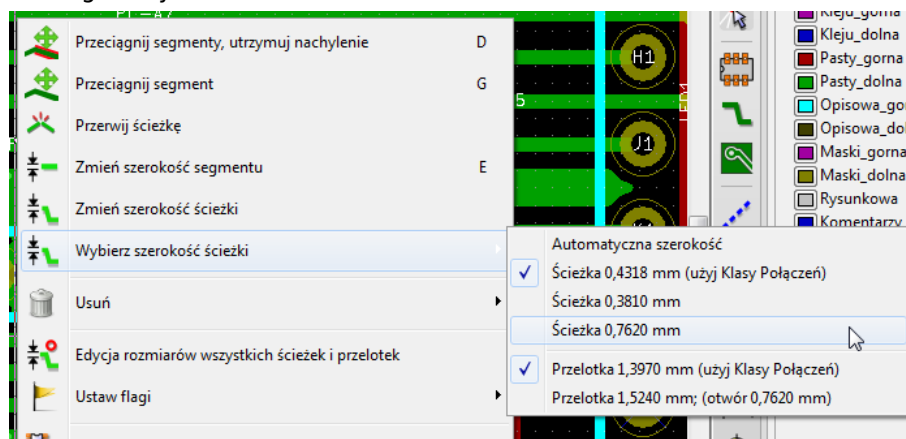 Przeciągnij segmenty, utrzymuj nachylenie D
Przeciągnij segment G
Przerwij ścieżkę
Zmień szerokość segmentu E
Zmień szerokość ścieżki
Wybierz szerokość ścieżki
Usuń
Edycja rozmiarów wszystkich ścieżek i przelotek
Ustaw flagi
Automatyczna szerokość
Ścieżka 0,4318 mm (użyj Klasy Połączeń)
Ścieżka 0,3810 mm
Ścieżka 0,7620 mm
Przelotka 1,3970 mm (użyj Klasy Połączeń)
Przelotka 1,5240 mm; (otwór 0,7620 mm)
H1
J1
5
Kleju_gorna
Kleju_dolna
Pasty_gorna
Pasty_dolna
Opisowa_go
Opisowa_do
Maski_gorna
Maski_dolna
Rysunkowa
Komentarzy